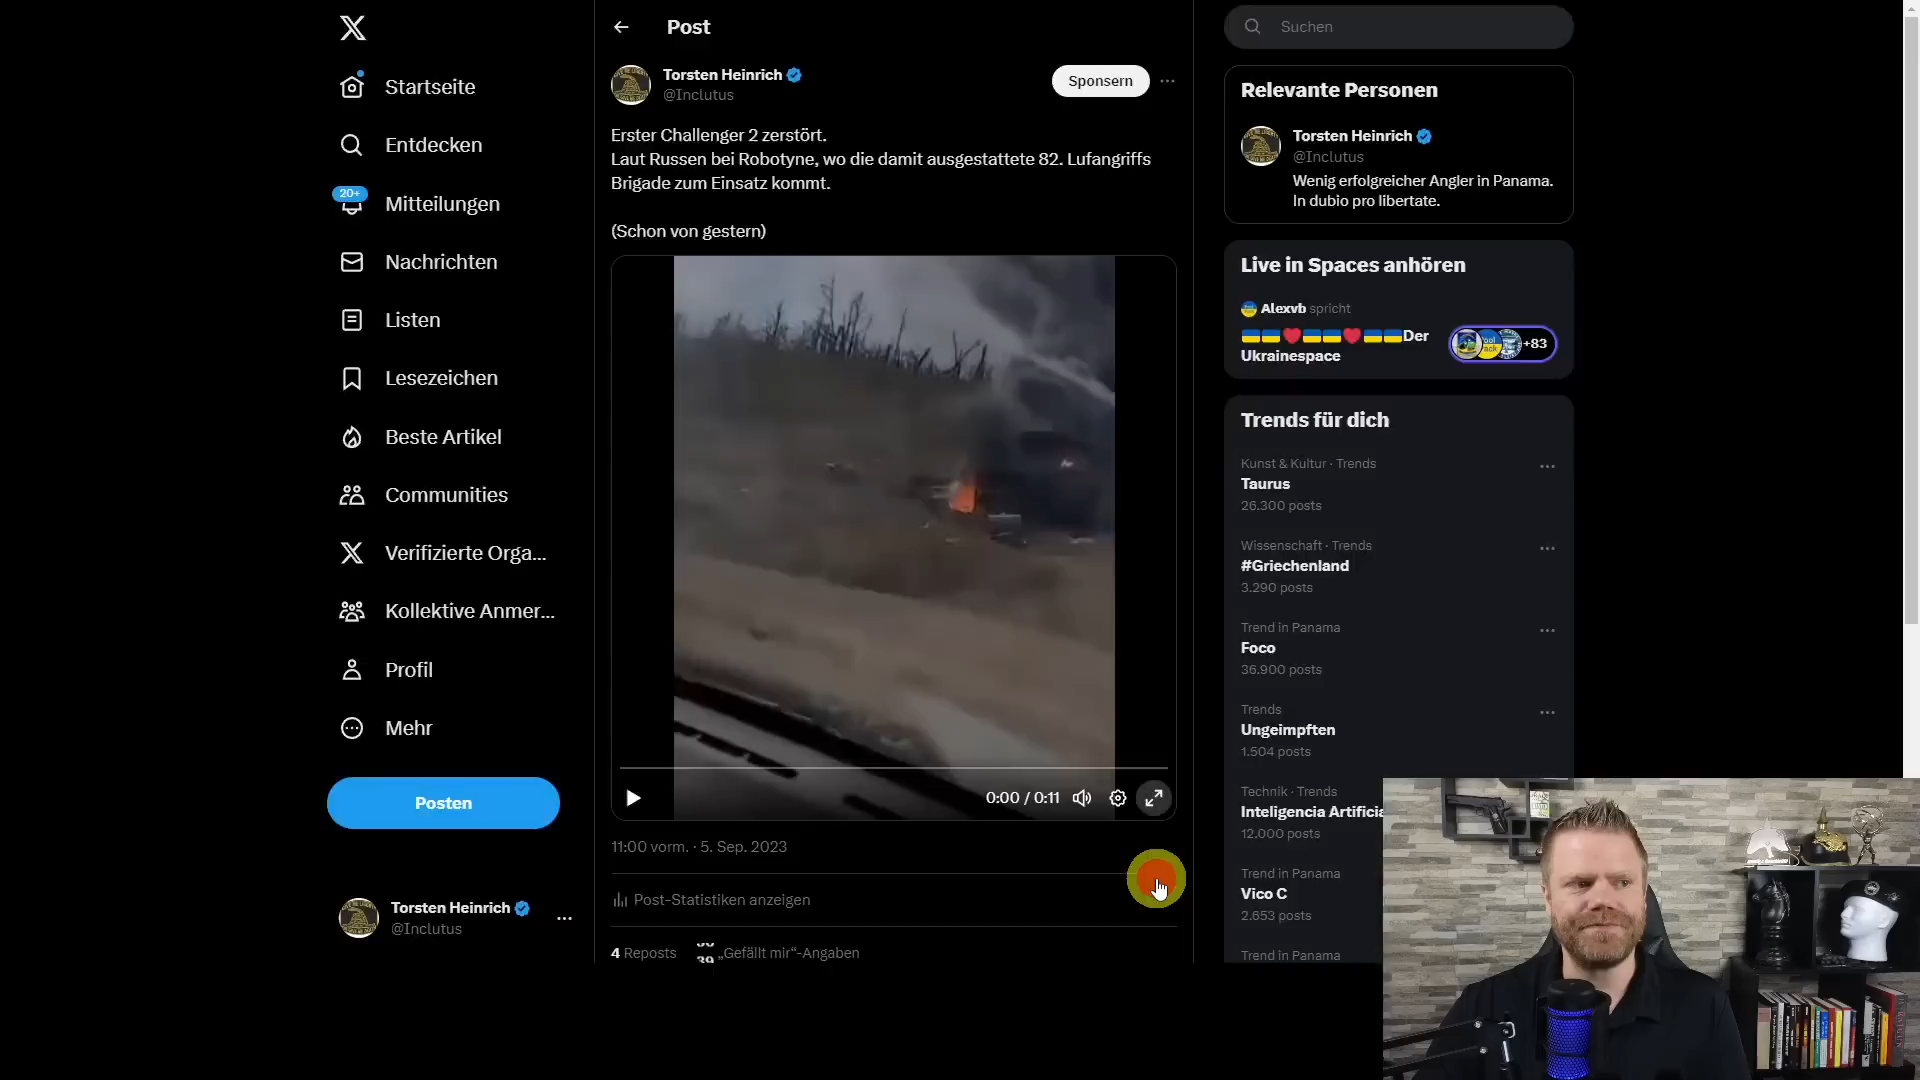 Startseite
Entdecken
20+
Mitteilungen
Nachrichten
Listen
Lesezeichen
Beste Artikel
Communities
Verifizierte Orga...
Kollektive Anmer...
Profil
Mehr
Posten
Torsten Heinrich
@Inclutus
Post
Torsten Heinrich
@Inclutus
Sponsern
Erster Challenger 2 zerstört.
Laut Russen bei Robotyne, wo die damit ausgestattete 82. Lufangriffs
Brigade zum Einsatz kommt.
(Schon von gestern)
0:00 / 0:11
11:00 vorm. · 5. Sep. 2023
Post-Statistiken anzeigen
4 Reposts 39 „Gefällt mir“-Angaben
Suchen
Relevante Personen
Torsten Heinrich
@Inclutus
Wenig erfolgreicher Angler in Panama.
In dubio pro libertate.
Live in Spaces anhören
Alexvb spricht
Der
Ukrainespace
+83
Trends für dich
Kunst & Kultur · Trends
Taurus
26.300 posts
Wissenschaft · Trends
#Griechenland
3.290 posts
Trend in Panama
Foco
36.900 posts
Trends
Ungeimpften
1.504 posts
Technik · Trends
Inteligencia Artificia
12.000 posts
Trend in Panama
Vico C
2.653 posts
Trend in Panama